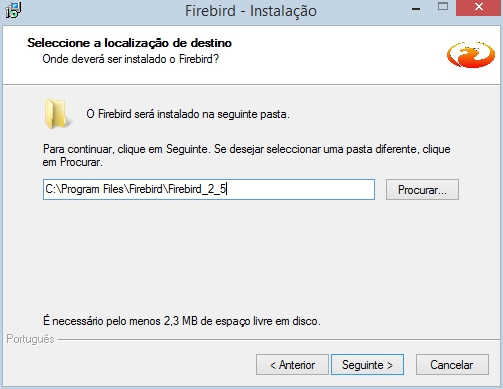 Firebird - Instalação
Seleccione a localização de destino
Onde deverá ser instalado o Firebird?
O Firebird será instalado na seguinte pasta.
Para continuar, clique em Seguinte. Se desejar seleccionar uma pasta diferente, clique
em Procurar.
C:\Program Files\Firebird\Firebird_2_5
Procurar...
É necessário pelo menos 2,3 MB de espaço livre em disco.
Português
< Anterior
Seguinte >
Cancelar